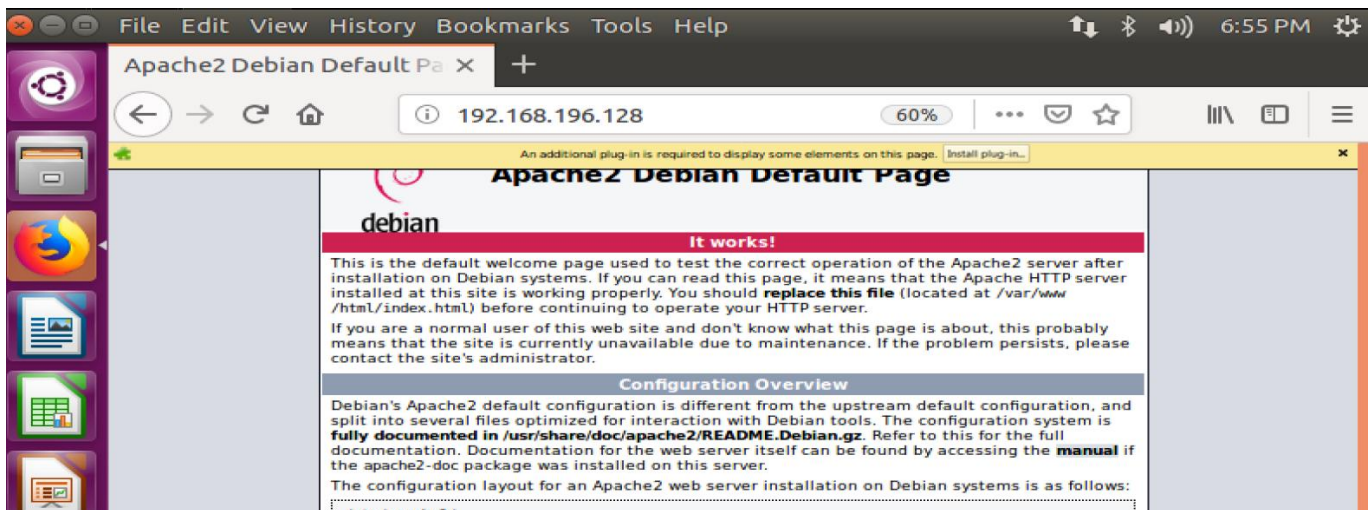 File Edit View History Bookmarks Tools Help 6:55 PM
Apache2 Debian Default Pa
192.168.196.128 60%
An additional plug-in is required to display some elements on this page. Install plug-in...
Apache2 Debian Default Page
debian
It works!
This is the default welcome page used to test the correct operation of the Apache2 server after
installation on Debian systems. If you can read this page, it means that the Apache HTTP server
installed at this site is working properly. You should replace this file (located at /var/www
/html/index.html) before continuing to operate your HTTP server.
If you are a normal user of this web site and don't know what this page is about, this probably
means that the site is currently unavailable due to maintenance. If the problem persists, please
contact the site's administrator.
Configuration Overview
Debian's Apache2 default configuration is different from the upstream default configuration, and
split into several files optimized for interaction with Debian tools. The configuration system is
fully documented in /usr/share/doc/apache2/README.Debian.gz. Refer to this for the full
documentation. Documentation for the web server itself can be found by accessing the manual if
the apache2-doc package was installed on this server.
The configuration layout for an Apache2 web server installation on Debian systems is as follows: